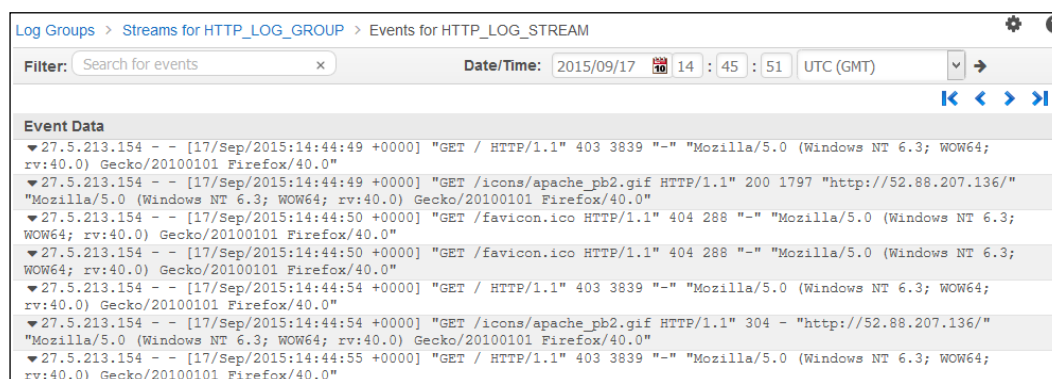 Log Groups > Streams for HTTP_LOG_GROUP > Events for HTTP_LOG_STREAM
Filter: Search for events × Date/Time: 2015/09/17 10 14 : 45 : 51 UTC (GMT)
Event Data
27.5.213.154 - - [17/Sep/2015:14:44:49 +0000] "GET / HTTP/1.1" 403 3839 "-" "Mozilla/5.0 (Windows NT 6.3; WOW64;
rv:40.0) Gecko/20100101 Firefox/40.0"
27.5.213.154 - - [17/Sep/2015:14:44:49 +0000] "GET /icons/apache_pb2.gif HTTP/1.1" 200 1797 "http://52.88.207.136/"
"Mozilla/5.0 (Windows NT 6.3; WOW64; rv:40.0) Gecko/20100101 Firefox/40.0"
27.5.213.154 - - [17/Sep/2015:14:44:50 +0000] "GET /favicon.ico HTTP/1.1" 404 288 "-" "Mozilla/5.0 (Windows NT 6.3;
WOW64; rv:40.0) Gecko/20100101 Firefox/40.0"
27.5.213.154 - - [17/Sep/2015:14:44:50 +0000] "GET /favicon.ico HTTP/1.1" 404 288 "-" "Mozilla/5.0 (Windows NT 6.3;
WOW64; rv:40.0) Gecko/20100101 Firefox/40.0"
27.5.213.154 - - [17/Sep/2015:14:44:54 +0000] "GET / HTTP/1.1" 403 3839 "-" "Mozilla/5.0 (Windows NT 6.3; WOW64;
rv:40.0) Gecko/20100101 Firefox/40.0"
27.5.213.154 - - [17/Sep/2015:14:44:54 +0000] "GET /icons/apache_pb2.gif HTTP/1.1" 304 - "http://52.88.207.136/"
"Mozilla/5.0 (Windows NT 6.3; WOW64; rv:40.0) Gecko/20100101 Firefox/40.0"
27.5.213.154 - - [17/Sep/2015:14:44:55 +0000] "GET / HTTP/1.1" 403 3839 "-" "Mozilla/5.0 (Windows NT 6.3; WOW64;
rv:40.0) Gecko/20100101 Firefox/40.0"